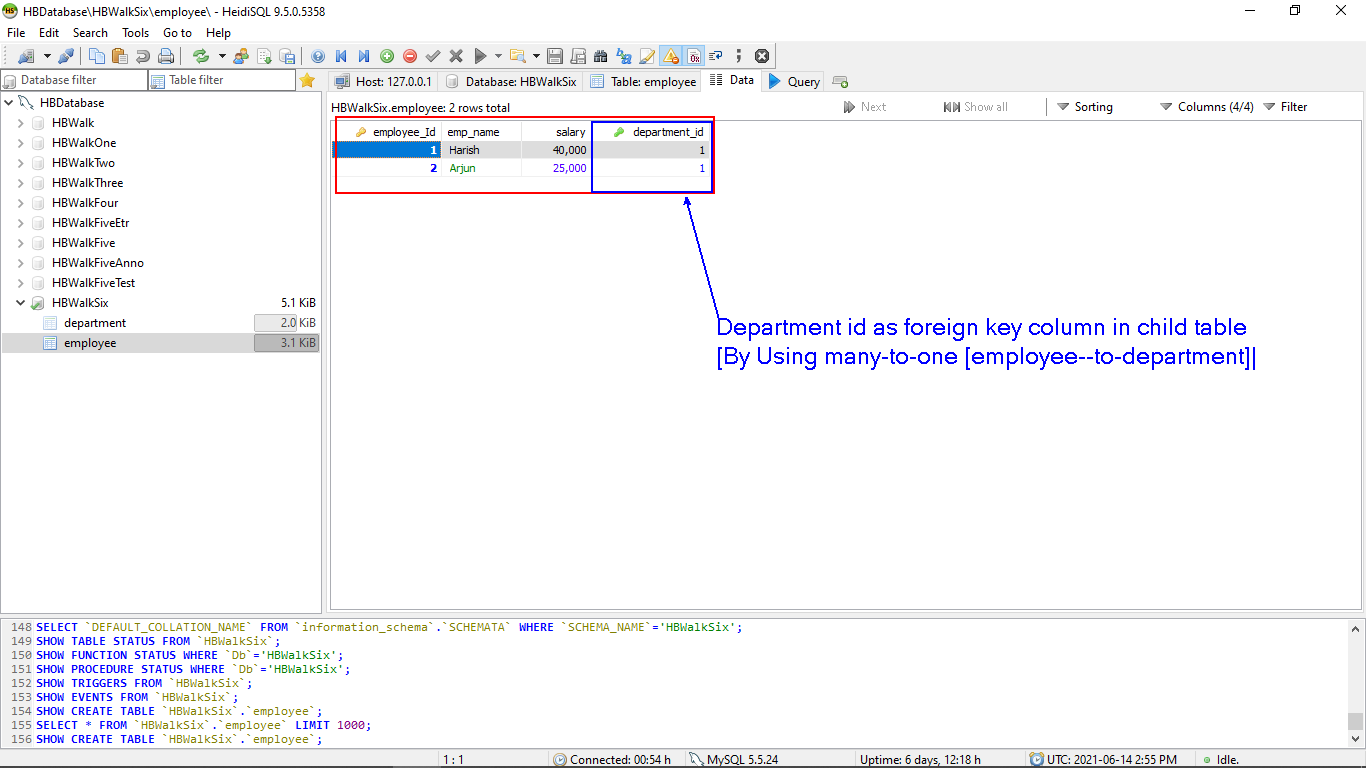 HBDatabase\HBWalkSix\employee\ - HeidiSQL 9.5.0.5358
File Edit Search Tools Go to Help
Database filter Table filter
Host: 127.0.0.1 Database: HBWalkSix Table: employee Data Query
HBDatabase
HBWalk
HBWalkOne
HBWalkTwo
HBWalkThree
HBWalkFour
HBWalkFiveEtr
HBWalkFive
HBWalkFiveAnno
HBWalkFiveTest
HBWalkSix 5.1 KiB
department 2.0 KiB
employee 3.1 KiB
HBWalkSix.employee: 2 rows total Next Show all Sorting Columns (4/4) Filter
employee_Id emp_name salary department_id
1 Harish 40,000 1
2 Arjun 25,000 1
Department id as foreign key column in child table
[By Using many-to-one [employee--to-department]|
148 SELECT `DEFAULT_COLLATION_NAME` FROM `information_schema`.`SCHEMATA` WHERE `SCHEMA_NAME`='HBWalkSix';
149 SHOW TABLE STATUS FROM `HBWalkSix`;
150 SHOW FUNCTION STATUS WHERE `Db`='HBWalkSix';
151 SHOW PROCEDURE STATUS WHERE `Db`='HBWalkSix';
152 SHOW TRIGGERS FROM `HBWalkSix`;
153 SHOW EVENTS FROM `HBWalkSix`;
154 SHOW CREATE TABLE `HBWalkSix`.`employee`;
155 SELECT * FROM `HBWalkSix`.`employee` LIMIT 1000;
156 SHOW CREATE TABLE `HBWalkSix`.`employee`;
1 : 1 Connected: 00:54 h MySQL 5.5.24 Uptime: 6 days, 12:18 h UTC: 2021-06-14 2:55 PM Idle.